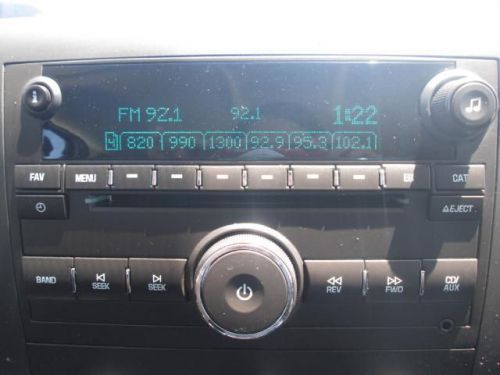 FM 92.1 92.1 1:22
4 820 990 1300 92.9 95.3 102.1
FAV MENU CAT
EJECT
BAND SEEK SEEK REV FWD CD/AUX